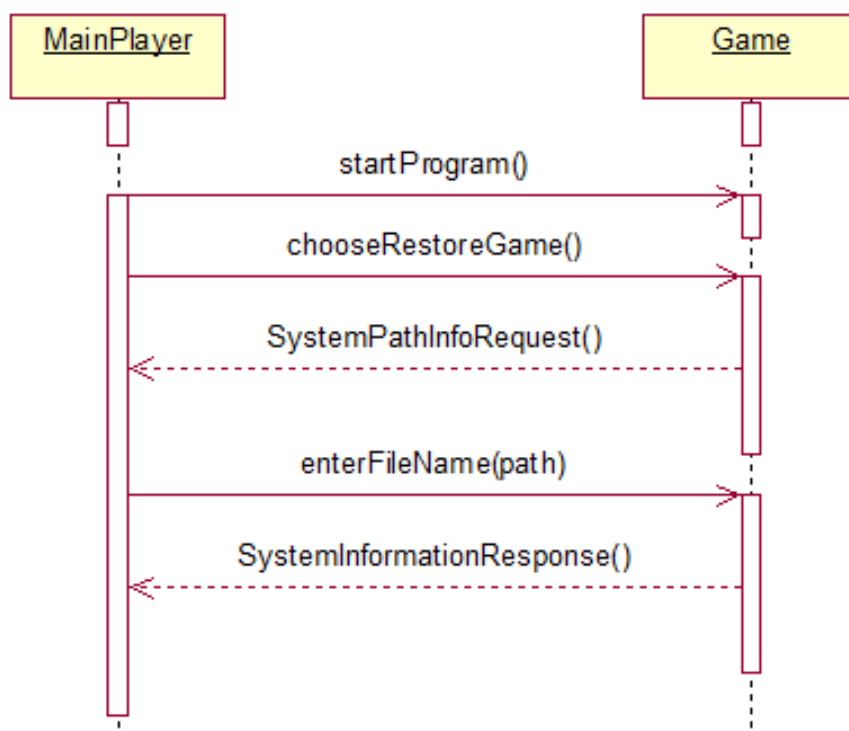 MainPlayer
Game
startProgram()
chooseRestoreGame()
SystemPathInfoRequest()
enterFileName(path)
SystemInformationResponse()